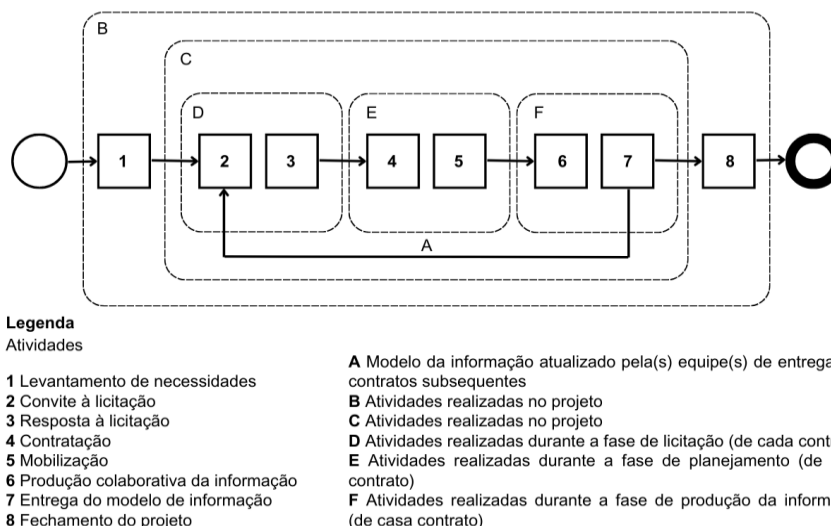 B
C
D
E
F
1
2
3
4
5
6
7
8
A
Legenda
Atividades
1 Levantamento de necessidades
2 Convite à licitação
3 Resposta à licitação
4 Contratação
5 Mobilização
6 Produção colaborativa da informação
7 Entrega do modelo de informação
8 Fechamento do projeto
A Modelo da informação atualizado pela(s) equipe(s) de entrega
contratos subsequentes
B Atividades realizadas no projeto
C Atividades realizadas no projeto
D Atividades realizadas durante a fase de licitação (de cada
E Atividades realizadas durante a fase de planejamento (de
contrato)
F Atividades realizadas durante a fase de produção da
(de casa contrato)